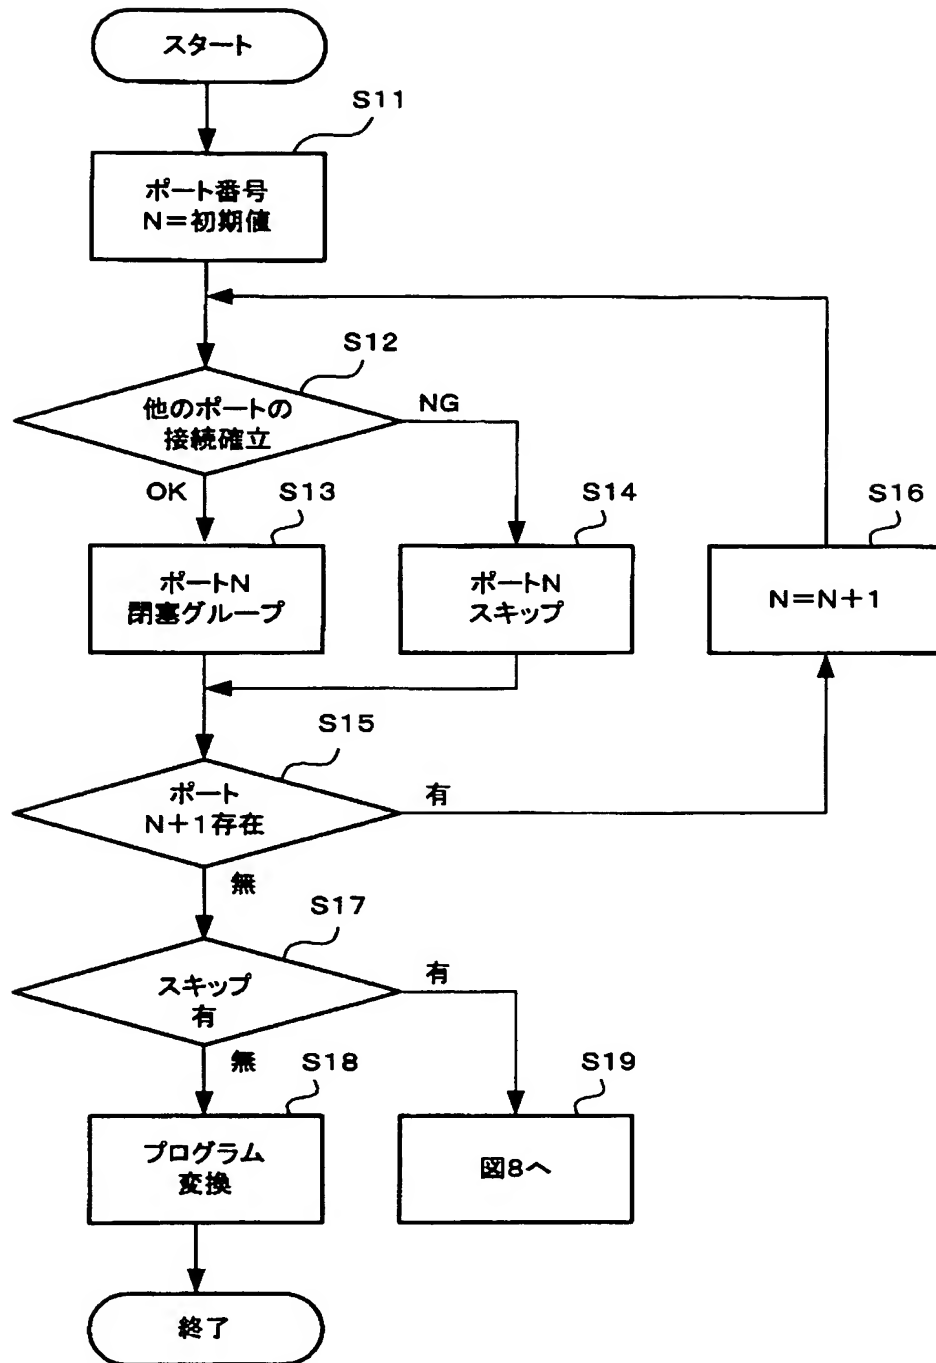 スタート
S11
ポート番号
N=初期値
S12
他のポートの
接続確立
NG
OK
S13
S14
S16
ポートN
閉塞グループ
ポートN
スキップ
N=N+1
S15
ポート
N+1存在
有
無
S17
スキップ
有
有
無
S18
S19
プログラム
変換
図8へ
終了